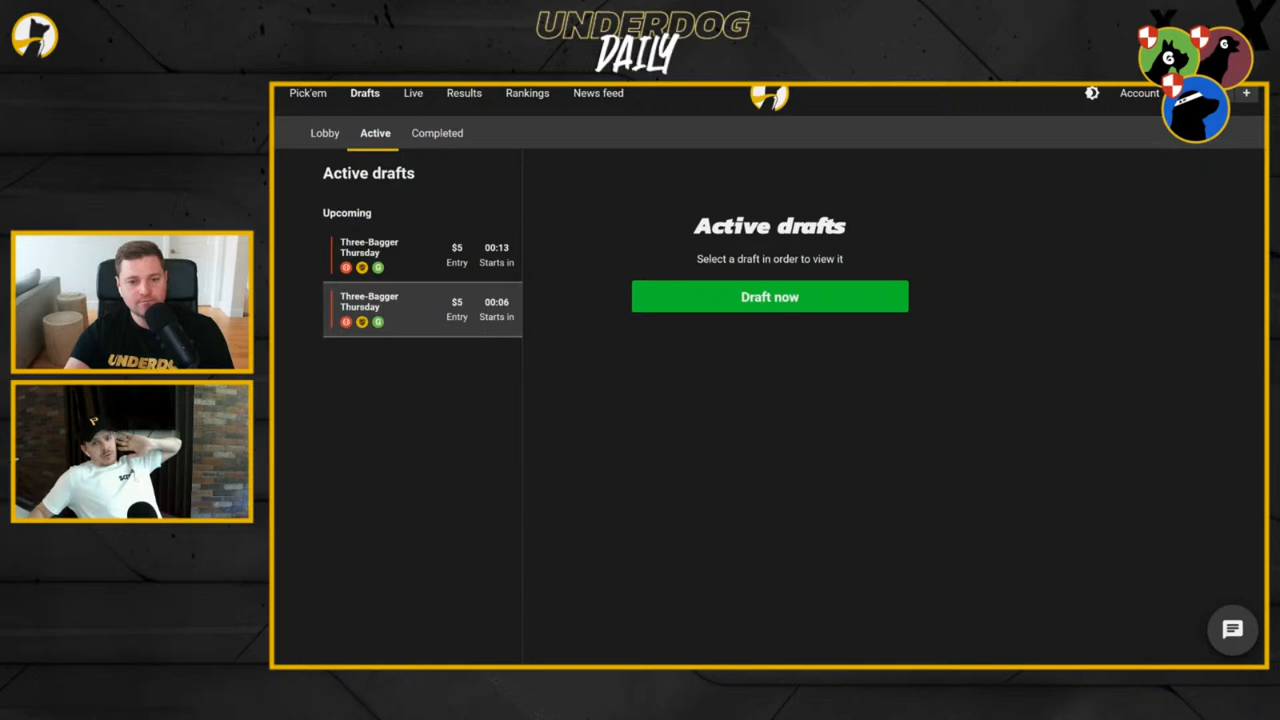 UNDERDOG
DAILY
Pick'em Drafts Live Results Rankings News feed Account +
Lobby Active Completed
Active drafts
Upcoming
Three-Bagger
Thursday
$5 00:13
Entry Starts in
G
Three-Bagger
Thursday
$5 00:06
Entry Starts in
G
Active drafts
Select a draft in order to view it
Draft now
G
G
UNDERD
P